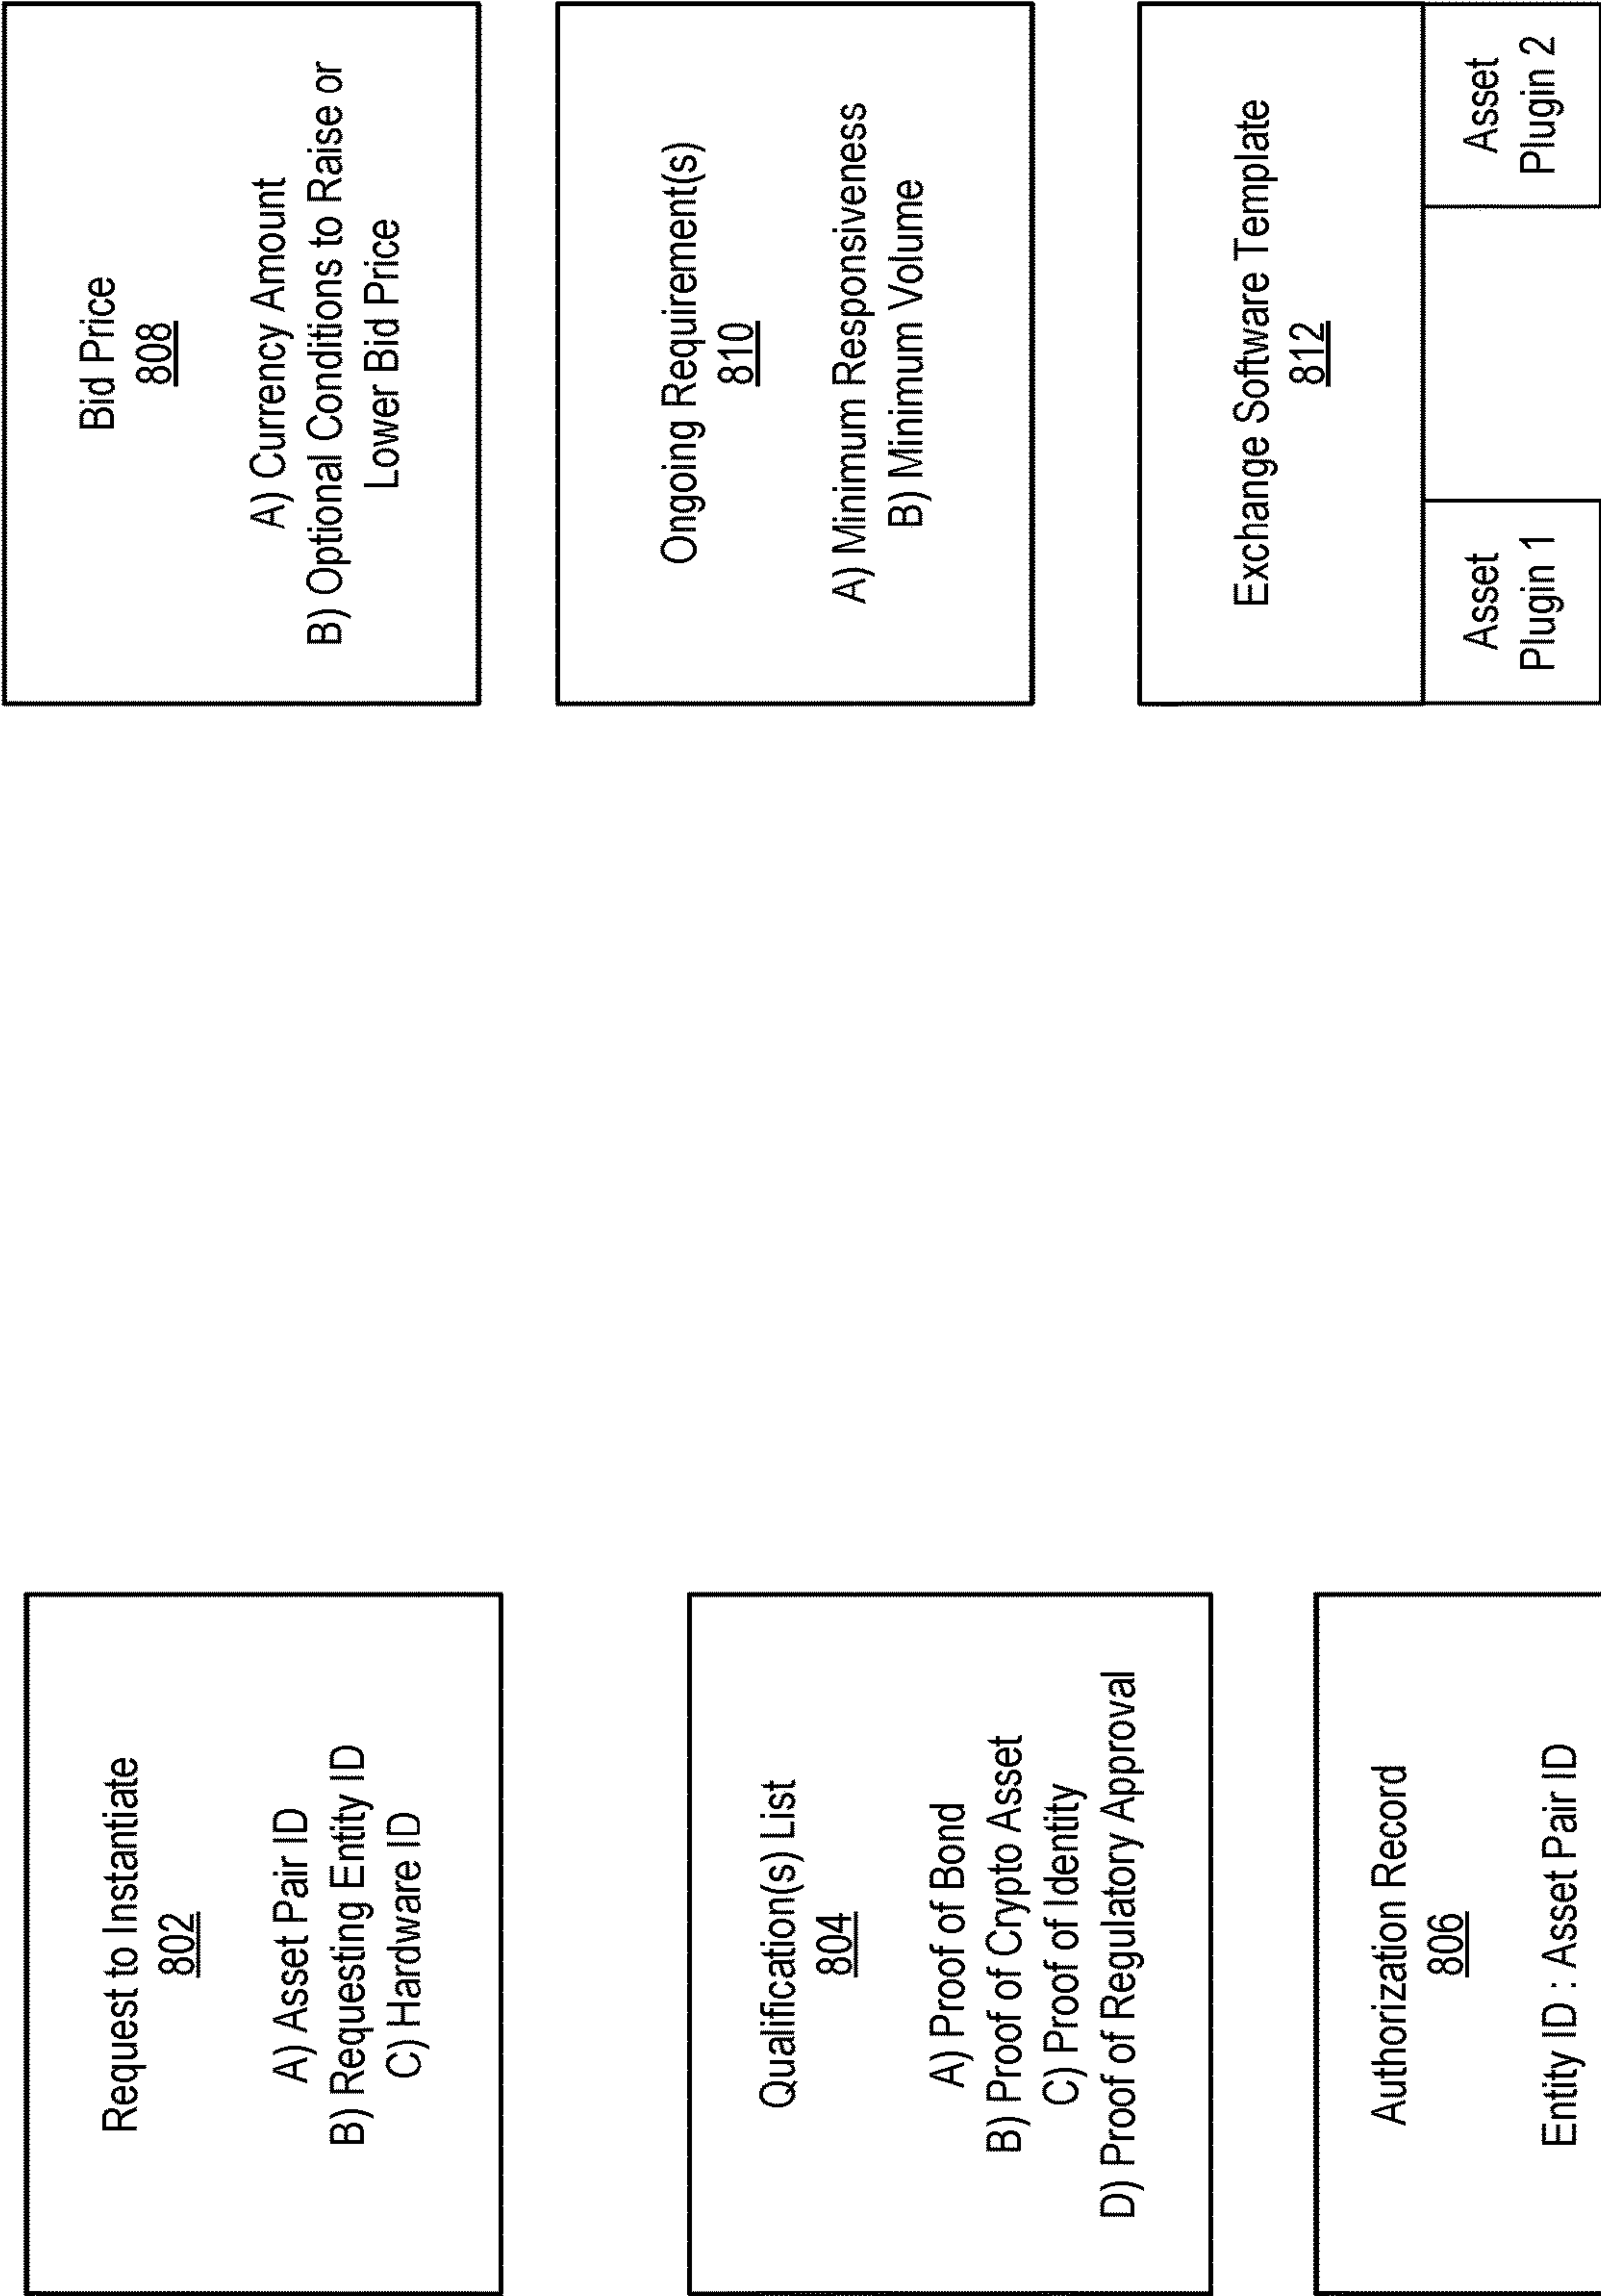 Request to Instantiate
802
A) Asset Pair ID
B) Requesting Entity ID
C) Hardware ID
Qualification(s) List
804
A) Proof of Bond
B) Proof of Crypto Asset
C) Proof of Identity
D) Proof of Regulatory Approval
Authorization Record
806
Entity ID : Asset Pair ID
Bid Price
808
A) Currency Amount
B) Optional Conditions to Raise or
Lower Bid Price
Ongoing Requirement(s)
810
A) Minimum Responsiveness
B) Minimum Volume
Exchange Software Template
812
Asset
Plugin 1
Asset
Plugin 2